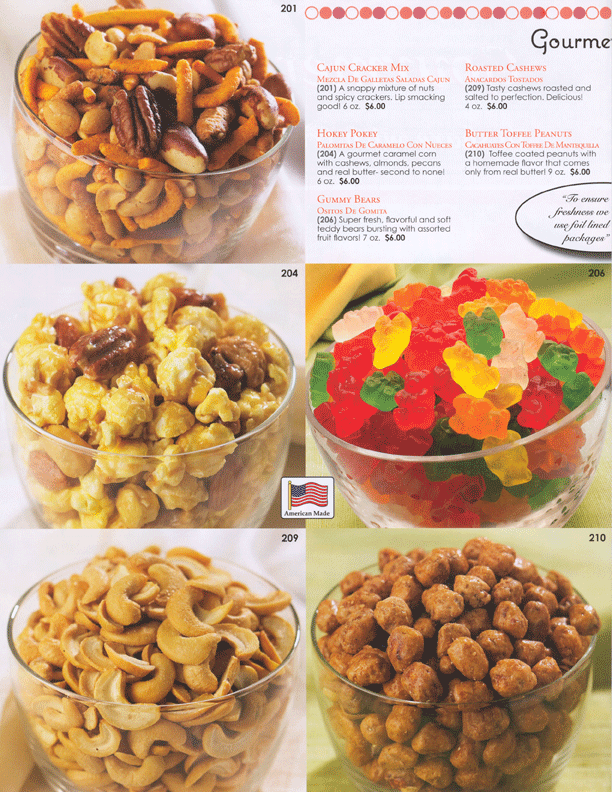 201
Gourme
CAJUN CRACKER MIX
MEZCLA DE GALLETAS SALADAS CAJUN
(201) A snappy mixture of nuts
and spicy crackers. Lip smacking
good! 6 oz. $6.00
HOKEY POKEY
PALOMITAS DE CARAMELO CON NUECES
(204) A gourmet caramel corn
with cashews, almonds, pecans
and real butter- second to none!
6 oz. $6.00
GUMMY BEARS
OSITOS DE GOMITA
(206) Super fresh, flavorful and soft
teddy bears bursting with assorted
fruit flavors! 7 oz. $6.00
ROASTED CASHEWS
ANACARDOS TOSTADOS
(209) Tasty cashews roasted and
salted to perfection. Delicious!
4 oz. $6.00
BUTTER TOFFEE PEANUTS
CACAHUATES CON TOFFEE DE MANTEQUILLA
(210) Toffee coated peanuts with
a homemade flavor that comes
only from real butter! 9 oz. $6.00
"To ensure
freshness we
use foil lined
packages"
204
206
American Made
209
210